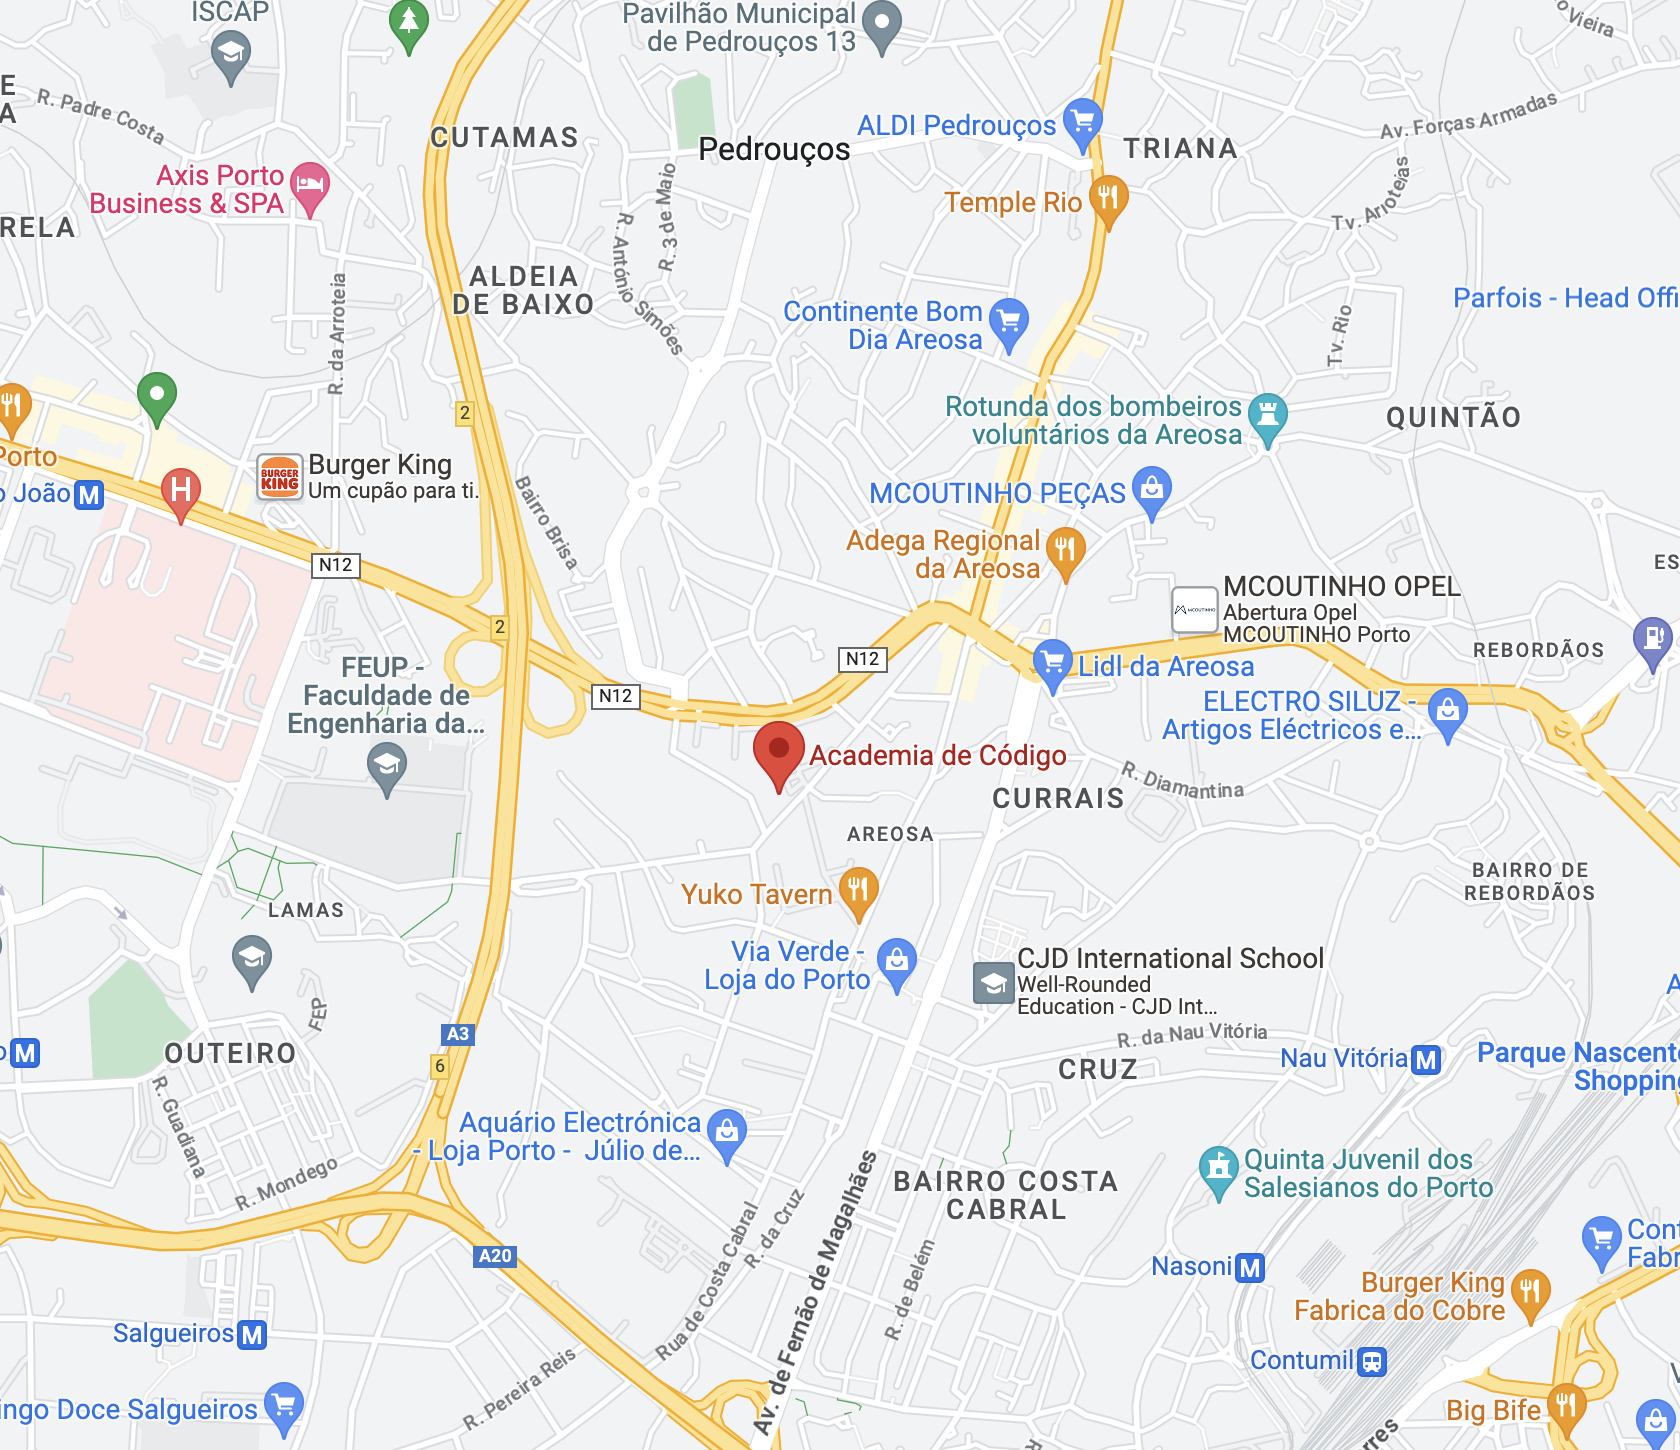 ISCAP
Pavilhão Municipal
de Pedrouços 13
R. Padre Costa
CUTAMAS
Pedrouços
ALDI Pedrouços
TRIANA
Av. Forças Armadas
Axis Porto
Business & SPA
Temple Rio
RELA
R. 3 de Maio
R. António Simões
R. da Arroteia
ALDEIA
DE BAIXO
Continente Bom
Dia Areosa
Tv. Rio
Parfois - Head Offi
Rotunda dos bombeiros
voluntários da Areosa
QUINTÃO
2
Porto
João
M
H
Burger King
Um cupão para ti.
BURGER
KING
Bairro Brisa
MCOUTINHO PEÇAS
Adega Regional
da Areosa
N12
MCOUTINHO OPEL
Abertura Opel
MCOUTINHO Porto
MCOUTINHO
ES
2
REBORDÃOS
N12
N12
Lidl da Areosa
FEUP -
Faculdade de
Engenharia da...
ELECTRO SILUZ -
Artigos Eléctricos e...
Academia de Código
R. Diamantina
CURRAIS
AREOSA
BAIRRO DE
REBORDÃOS
Yuko Tavern
LAMAS
Via Verde -
Loja do Porto
CJD International School
Well-Rounded
Education - CJD Int...
FEP
A3
R. da Nau Vitória
OUTEIRO
M
6
CRUZ
Nau Vitória
M
Parque Nascent
Shopping
R. Guadiana
Aquário Electrónica
- Loja Porto - Júlio de...
R. Mondego
BAIRRO COSTA
CABRAL
Quinta Juvenil dos
Salesianos do Porto
Rua de Costa Cabral
R. da Cruz
Av. de Fernão de Magalhães
R. de Belém
A20
Nasoni
M
Cont
Fabr
Burger King
Fabrica do Cobre
Salgueiros
M
Contumil
R. Pereira Reis
ingo Doce Salgueiros
Big Bife
rres